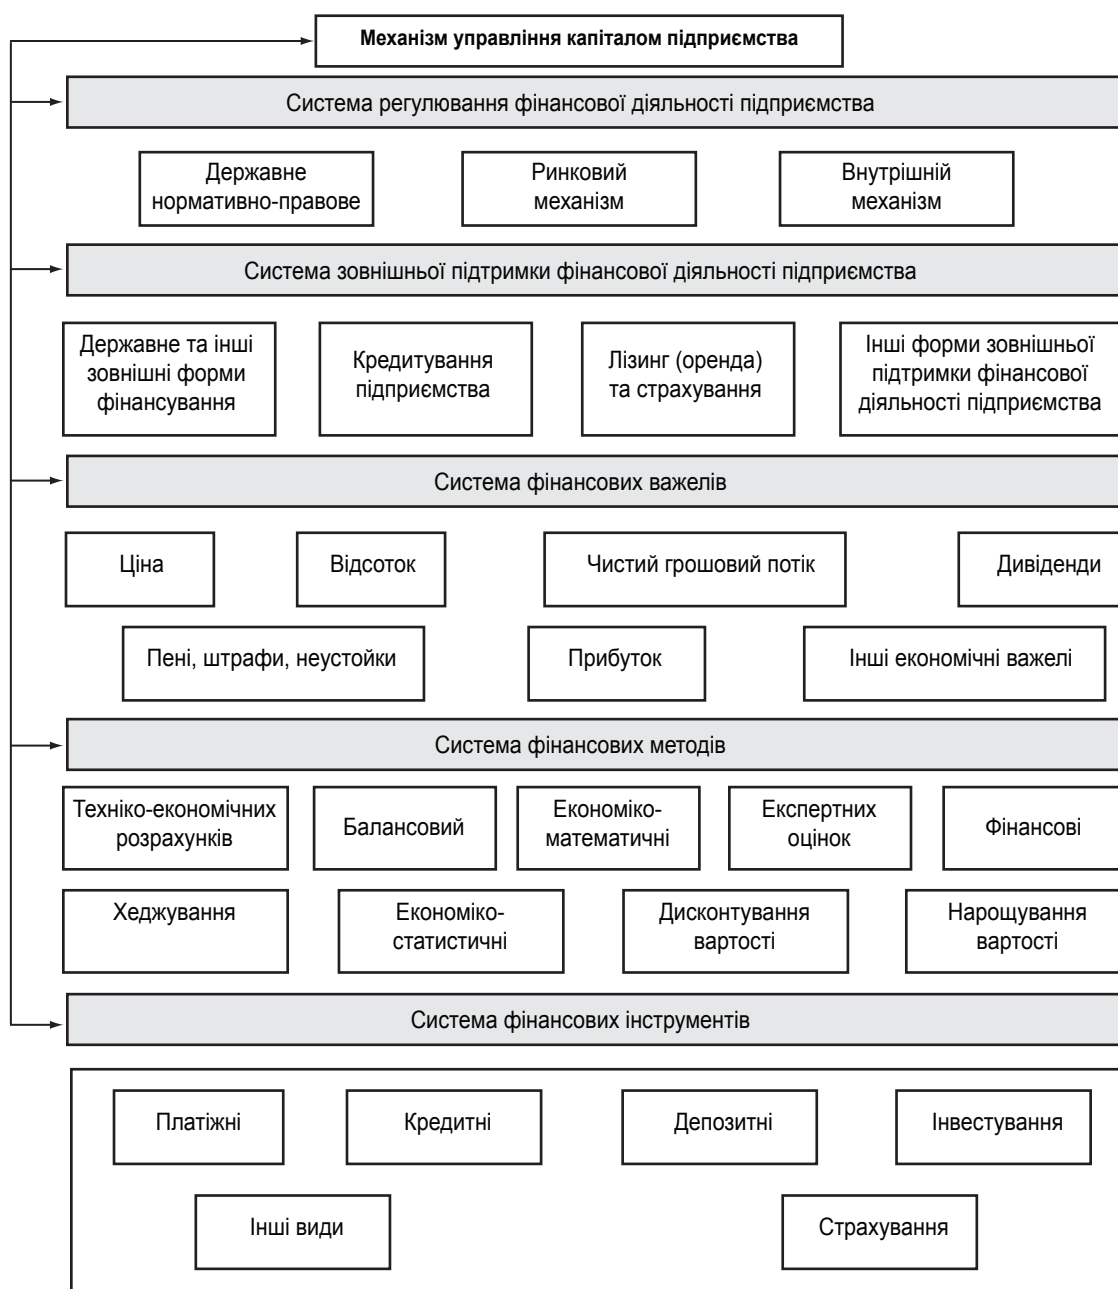 Механізм управління капіталом підприємства
Система регулювання фінансової діяльності підприємства
Державне
нормативно-правове
Ринковий
механізм
Внутрішній
механізм
Система зовнішньої підтримки фінансової діяльності підприємства
Державне та інші
зовнішні форми
фінансування
Кредитування
підприємства
Лізинг (оренда)
та страхування
Інші форми зовнішньої
підтримки фінансової
діяльності підприємства
Система фінансових важелів
Ціна
Відсоток
Чистий грошовий потік
Дивіденди
Пені, штрафи, неустойки
Прибуток
Інші економічні важелі
Система фінансових методів
Техніко-економічних
розрахунків
Балансовий
Економіко-
математичні
Експертних
оцінок
Фінансові
Хеджування
Економіко-
статистичні
Дисконтування
вартості
Нарощування
вартості
Система фінансових інструментів
Платіжні
Кредитні
Депозитні
Інвестування
Інші види
Страхування